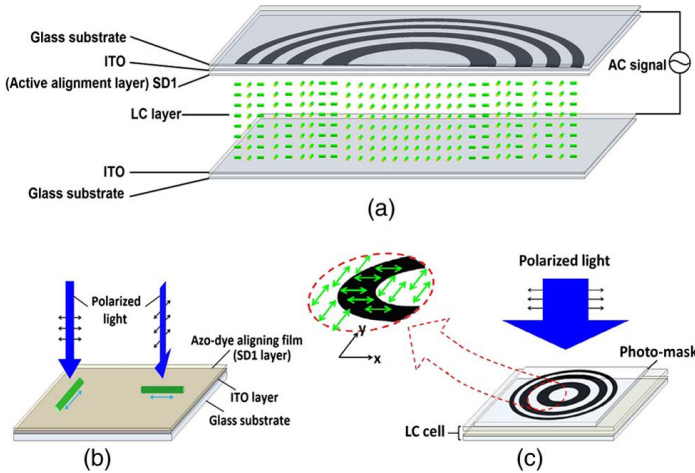 Glass substrate
ITO
(Active alignment layer) SD1
LC layer
AC signal
ITO
Glass substrate
(a)
Polarized
light
Azo-dye aligning film
(SD1 layer)
ITO layer
Glass substrate
(b)
y
x
Polarized light
Photo-mask
LC cell
(c)